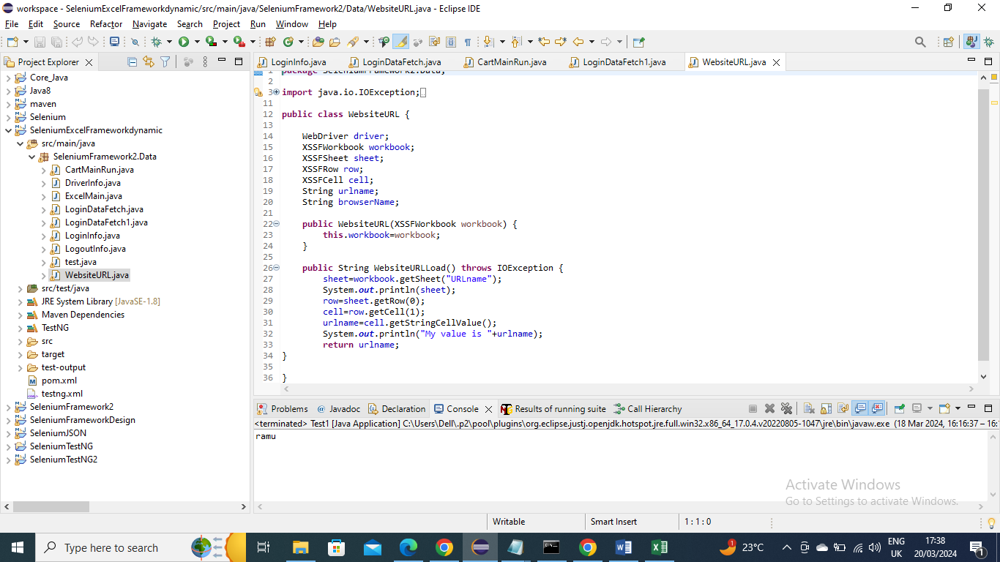 workspace - SeleniumExcelFrameworkdynamic/src/main/java/SeleniumFramework2/Data/WebsiteURL.java - Eclipse IDE
File Edit Source Refactor Navigate Search Project Run Window Help
Project Explorer
LoginInfo.java LoginDataFetch.java CartMainRun.java LoginDataFetch1.java WebsiteURL.java
Core_Java
Java8
maven
Selenium
SeleniumExcelFrameworkdynamic
src/main/java
SeleniumFramework2.Data
CartMainRun.java
DriverInfo.java
ExcelMain.java
LoginDataFetch.java
LoginDataFetch1.java
LoginInfo.java
LogoutInfo.java
test.java
WebsiteURL.java
src/test/java
JRE System Library [JavaSE-1.8]
Maven Dependencies
TestNG
src
target
test-output
pom.xml
testng.xml
SeleniumFramework2
SeleniumFrameworkDesign
SeleniumJSON
SeleniumTestNG
SeleniumTestNG2
1 package SeleniumFramework2.Data;
2
3 import java.io.IOException;
11
12 public class WebsiteURL {
13
14 WebDriver driver;
15 XSSFWorkbook workbook;
16 XSSFSheet sheet;
17 XSSFRow row;
18 XSSFCell cell;
19 String urlname;
20 String browserName;
21
22 public WebsiteURL(XSSFWorkbook workbook) {
23 this.workbook=workbook;
24 }
25
26 public String WebsiteURLLoad() throws IOException {
27 sheet=workbook.getSheet("URLname");
28 System.out.println(sheet);
29 row=sheet.getRow(0);
30 cell=row.getCell(1);
31 urlname=cell.getStringCellValue();
32 System.out.println("My value is "+urlname);
33 return urlname;
34 }
35
36 }
Problems Javadoc Declaration Console Results of running suite Call Hierarchy
<terminated> Test1 [Java Application] C:\Users\Dell\.p2\pool\plugins\org.eclipse.justj.openjdk.hotspot.jre.full.win32.x86_64_17.0.4.v20220805-1047\jre\bin\javaw.exe (18 Mar 2024, 16:16:37 – 16:
ramu
Activate Windows
Go to Settings to activate Windows.
Writable Smart Insert 1 : 1 : 0
Type here to search
23°C
ENG
UK
17:38
20/03/2024
1